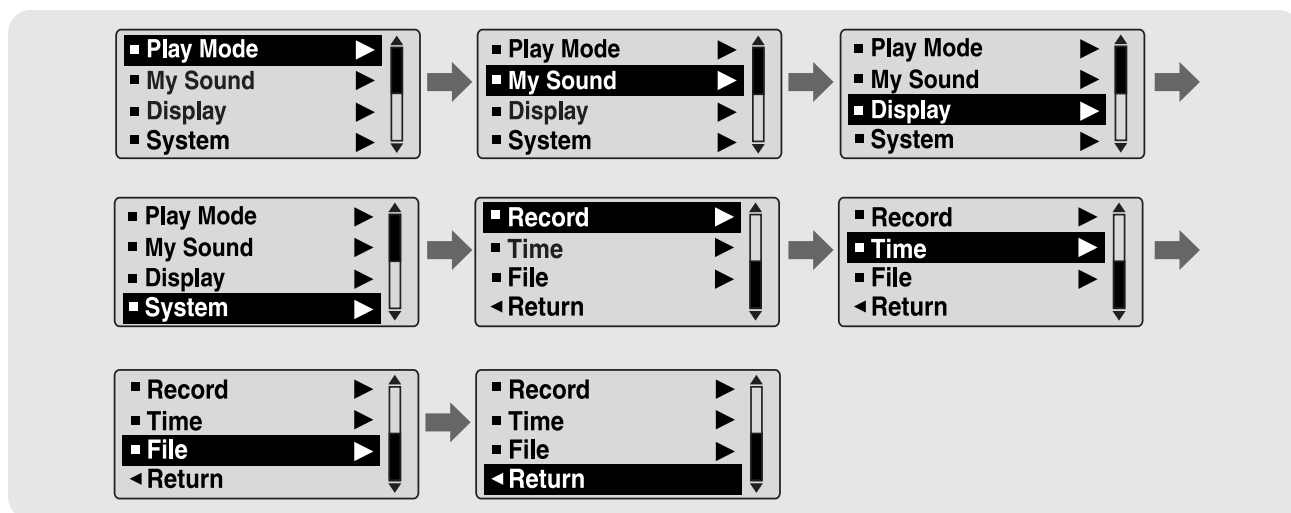 Play Mode
My Sound
Display
System
Play Mode
My Sound
Display
System
Play Mode
My Sound
Display
System
Play Mode
My Sound
Display
System
Record
Time
File
Return
Record
Time
File
Return
Record
Time
File
Return
Record
Time
File
Return